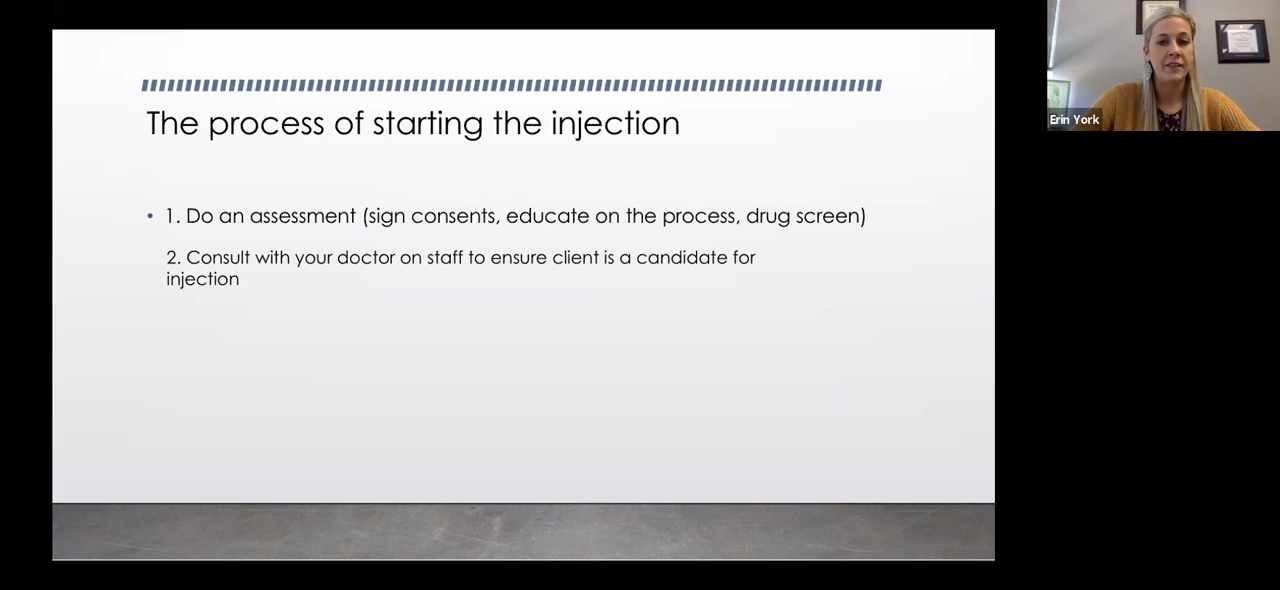 The process of starting the injection
• 1. Do an assessment (sign consents, educate on the process, drug screen)
2. Consult with your doctor on staff to ensure client is a candidate for
injection
Erin York